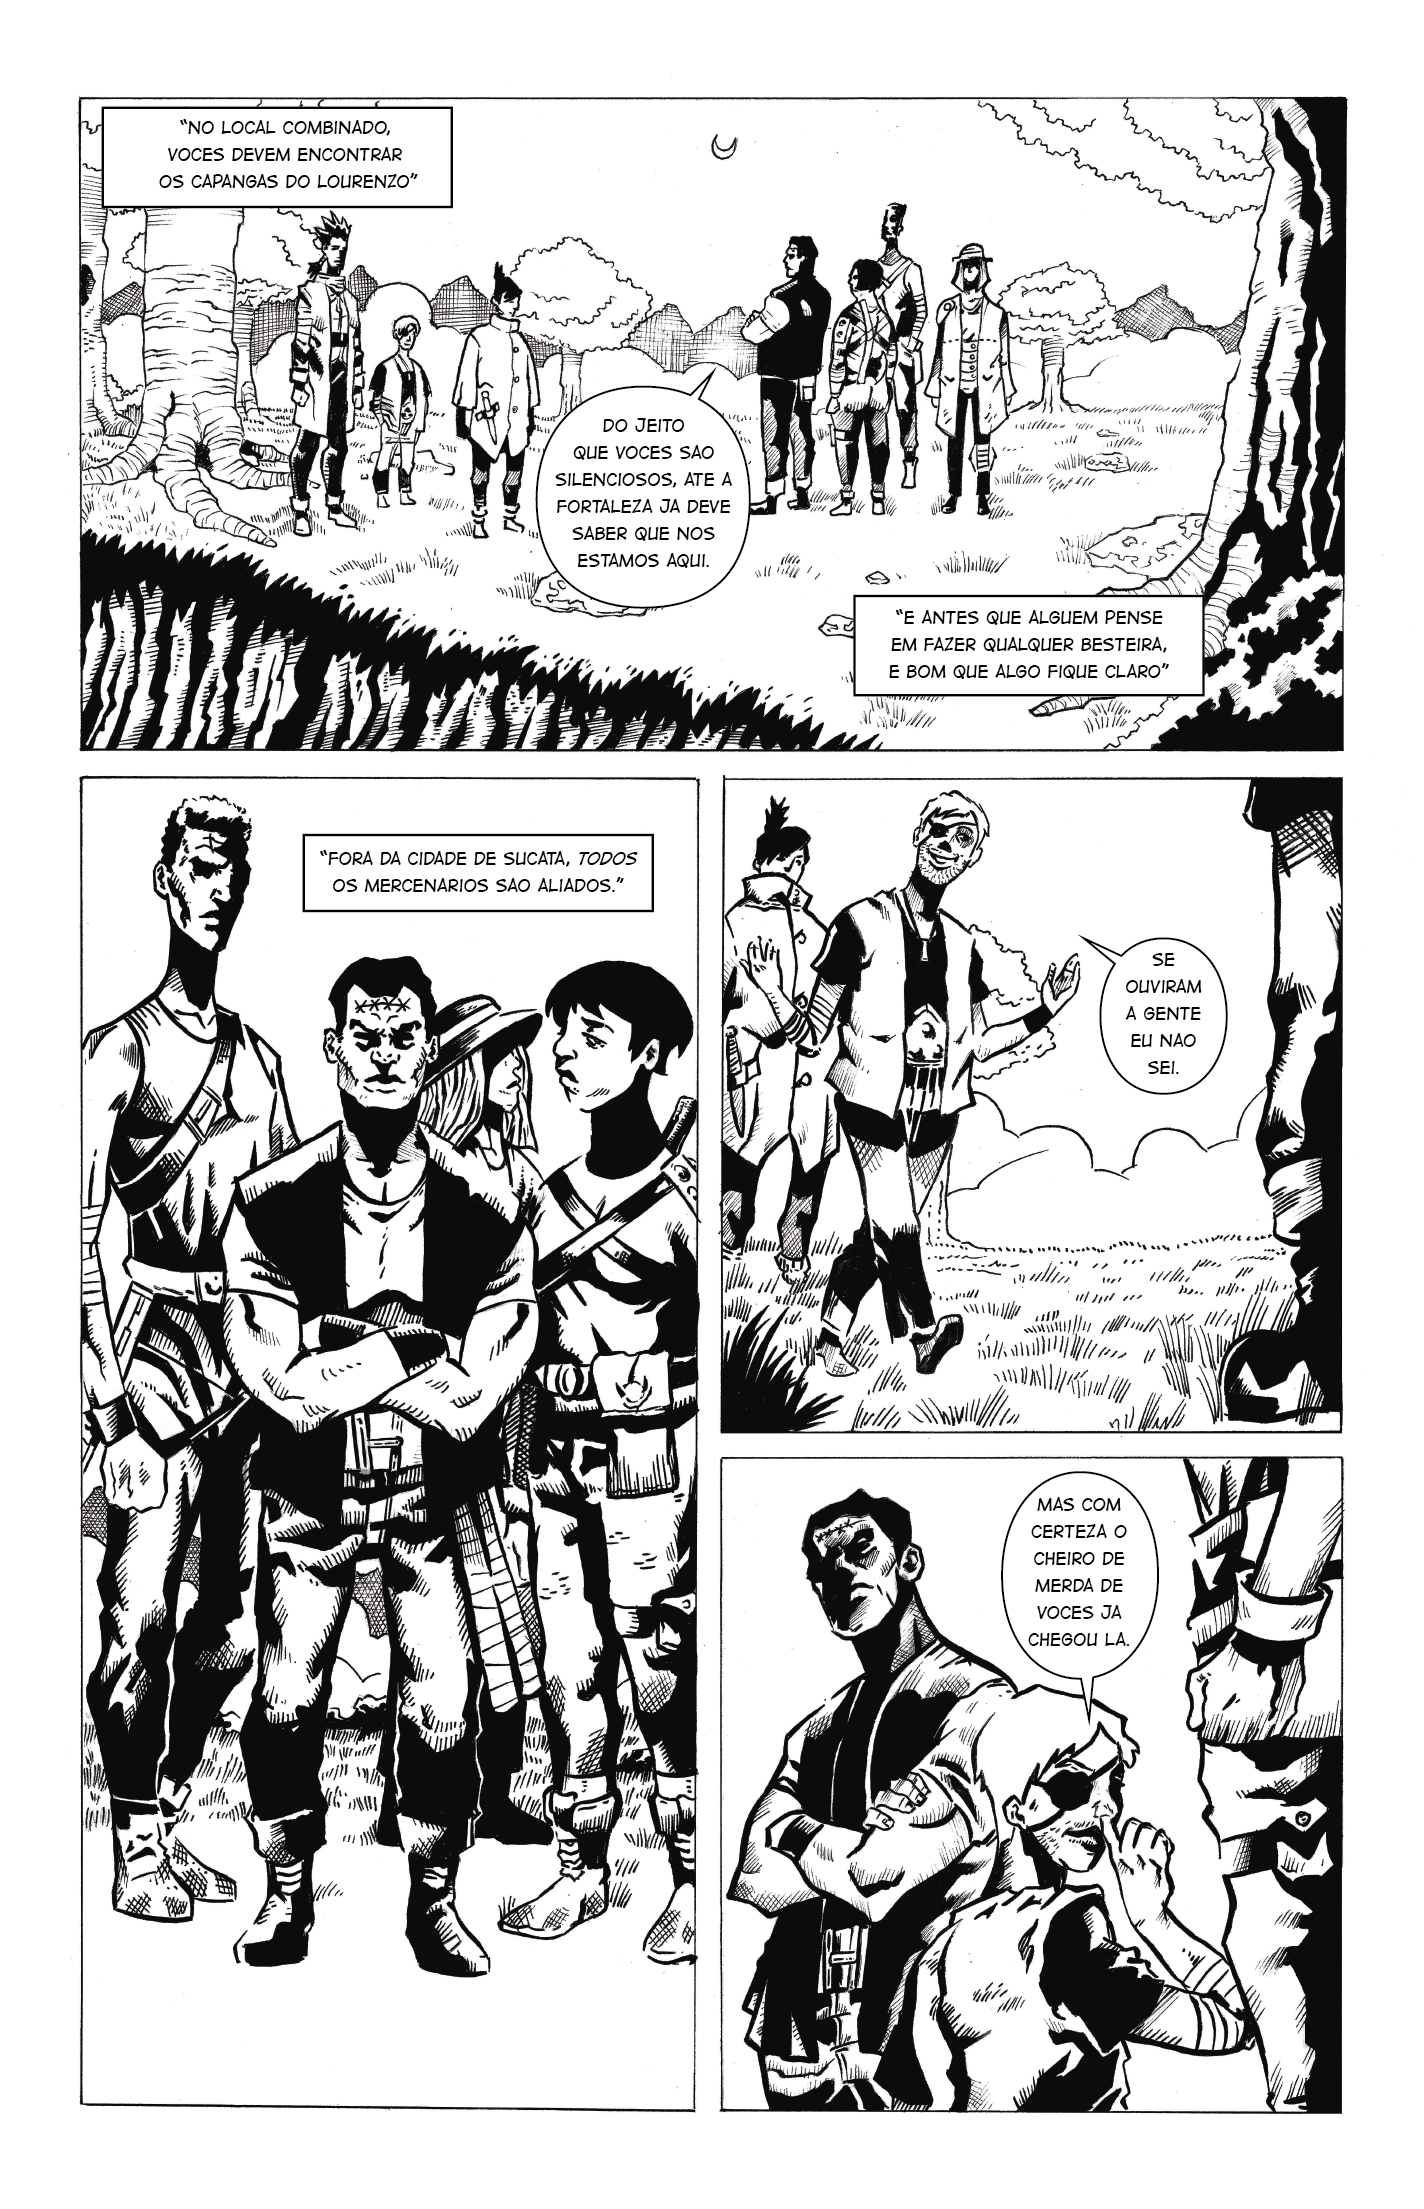 "NO LOCAL COMBINADO,
VOCES DEVEM ENCONTRAR
OS CAPANGAS DO LOURENZO"
DO JEITO
QUE VOCES SAO
SILENCIOSOS, ATE A
FORTALEZA JA DEVE
SABER QUE NOS
ESTAMOS AQUI.
"E ANTES QUE ALGUEM PENSE
EM FAZER QUALQUER BESTEIRA,
E BOM QUE ALGO FIQUE CLARO"
"FORA DA CIDADE DE SUCATA, TODOS
OS MERCENARIOS SAO ALIADOS."
SE
OUVIRAM
A GENTE
EU NAO
SEI.
MAS COM
CERTEZA O
CHEIRO DE
MERDA DE
VOCES JA
CHEGOU LA.